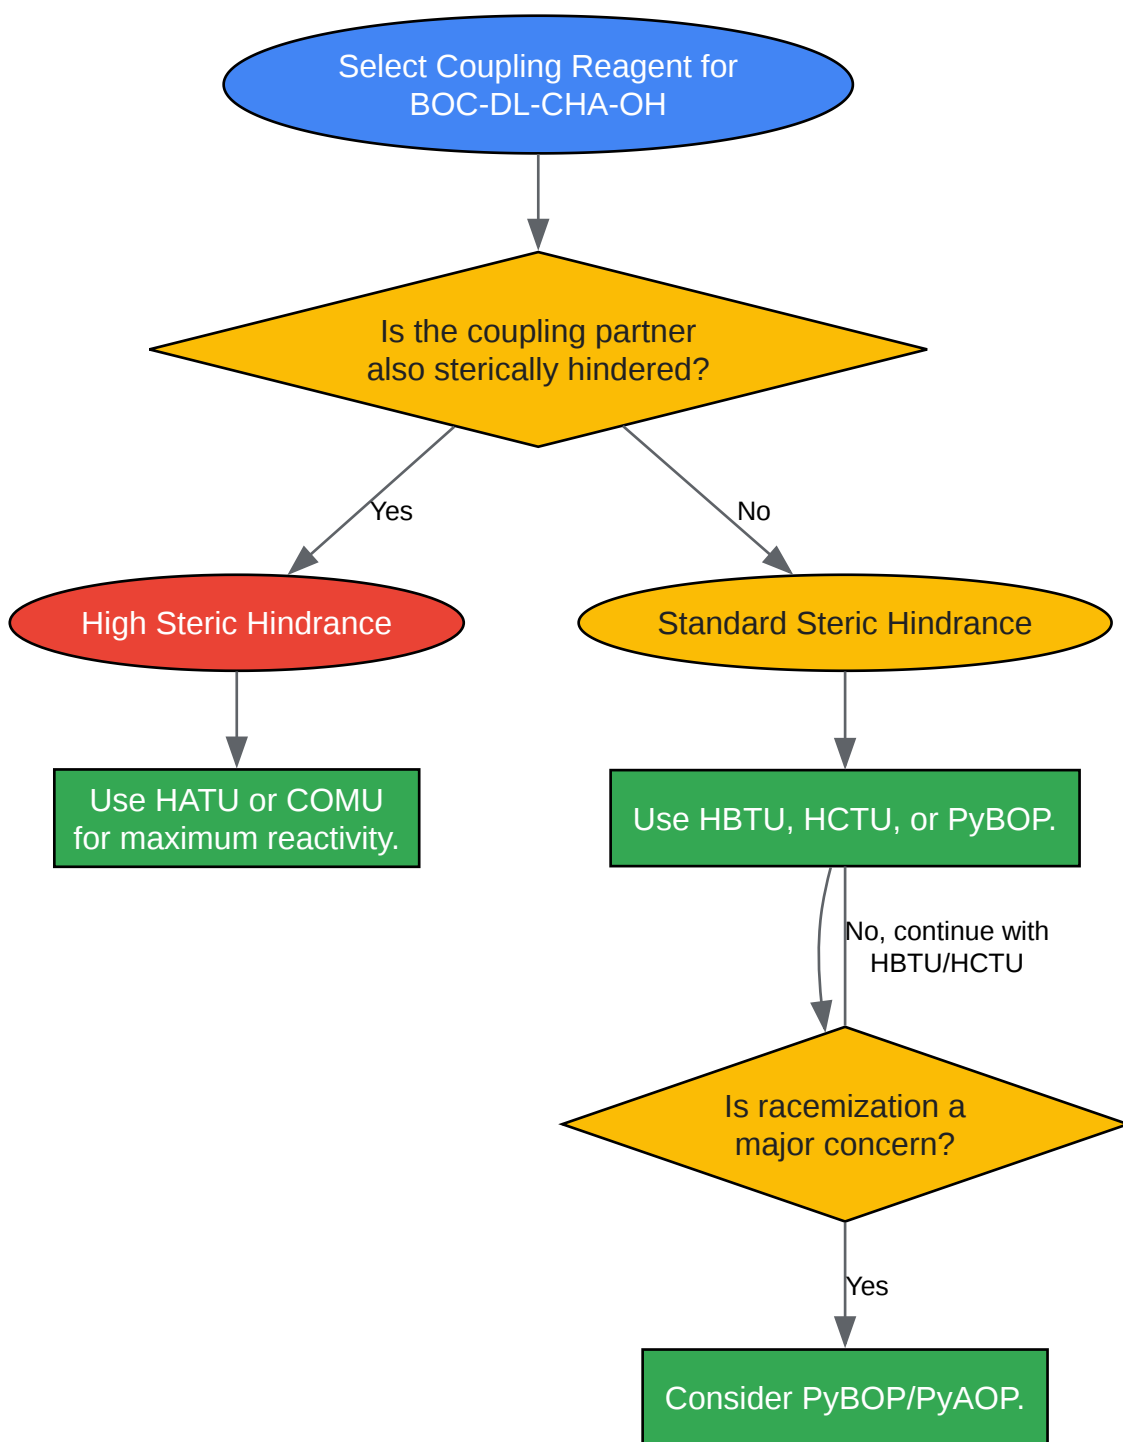 Select Coupling Reagent for
BOC-DL-CHA-OH
Is the coupling partner
also sterically hindered?
Yes
No
High Steric Hindrance
Standard Steric Hindrance
Use HATU or COMU
for maximum reactivity.
Use HBTU, HCTU, or PyBOP.
No, continue with
HBTU/HCTU
Is racemization a
major concern?
Yes
Consider PyBOP/PyAOP.